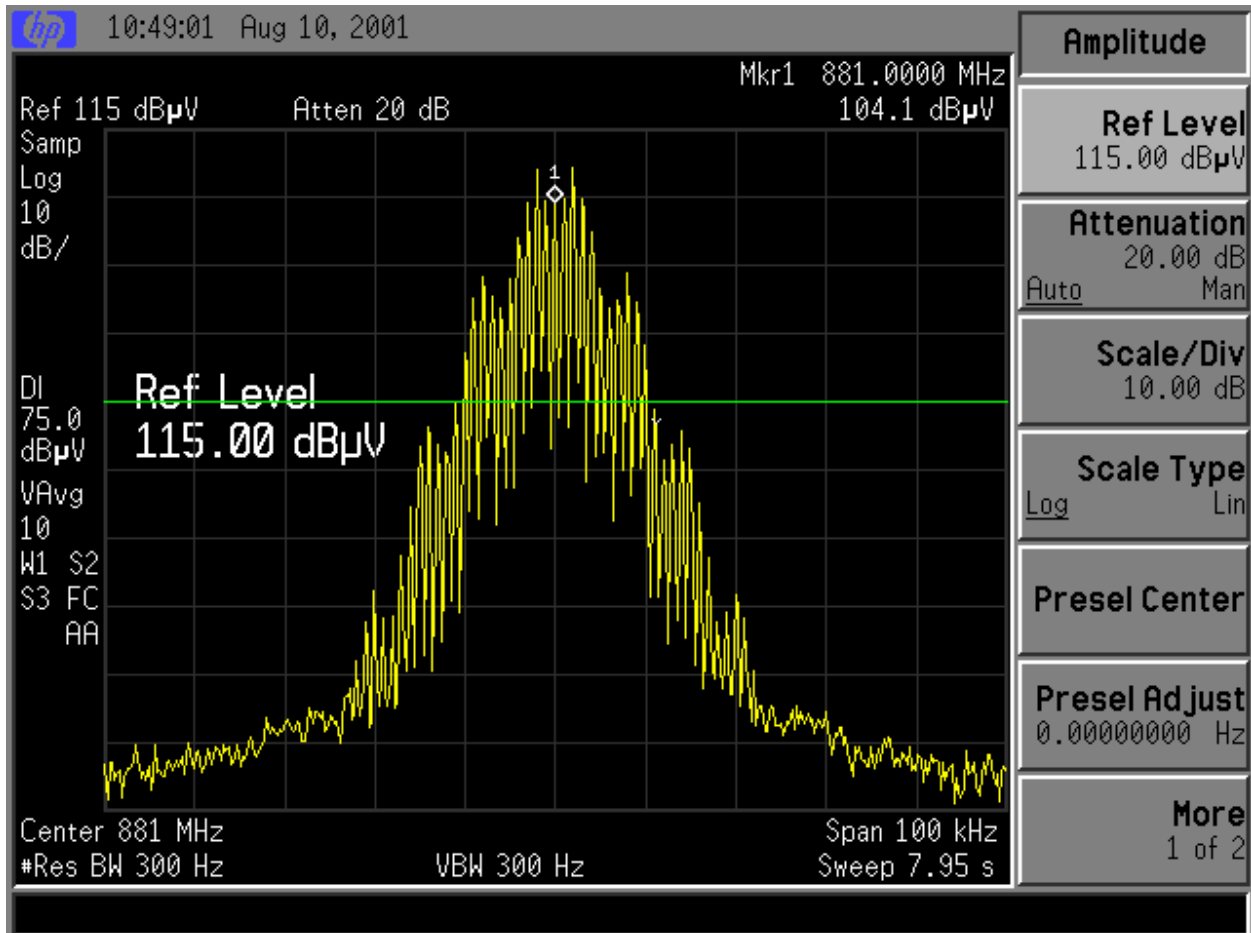 hp 10:49:01 Aug 10, 2001
Mkr1 881.0000 MHz
Ref 115 dBµV Atten 20 dB 104.1 dBµV
Samp
Log
10
dB/
1
DI
75.0
dBµV
VAvg
10
W1 S2
S3 FC
AA
Ref Level
115.00 dBµV
Center 881 MHz Span 100 kHz
#Res BW 300 Hz VBW 300 Hz Sweep 7.95 s
Amplitude
Ref Level
115.00 dBµV
Attenuation
20.00 dB
Auto Man
Scale/Div
10.00 dB
Scale Type
Log Lin
Presel Center
Presel Adjust
0.00000000 Hz
More
1 of 2